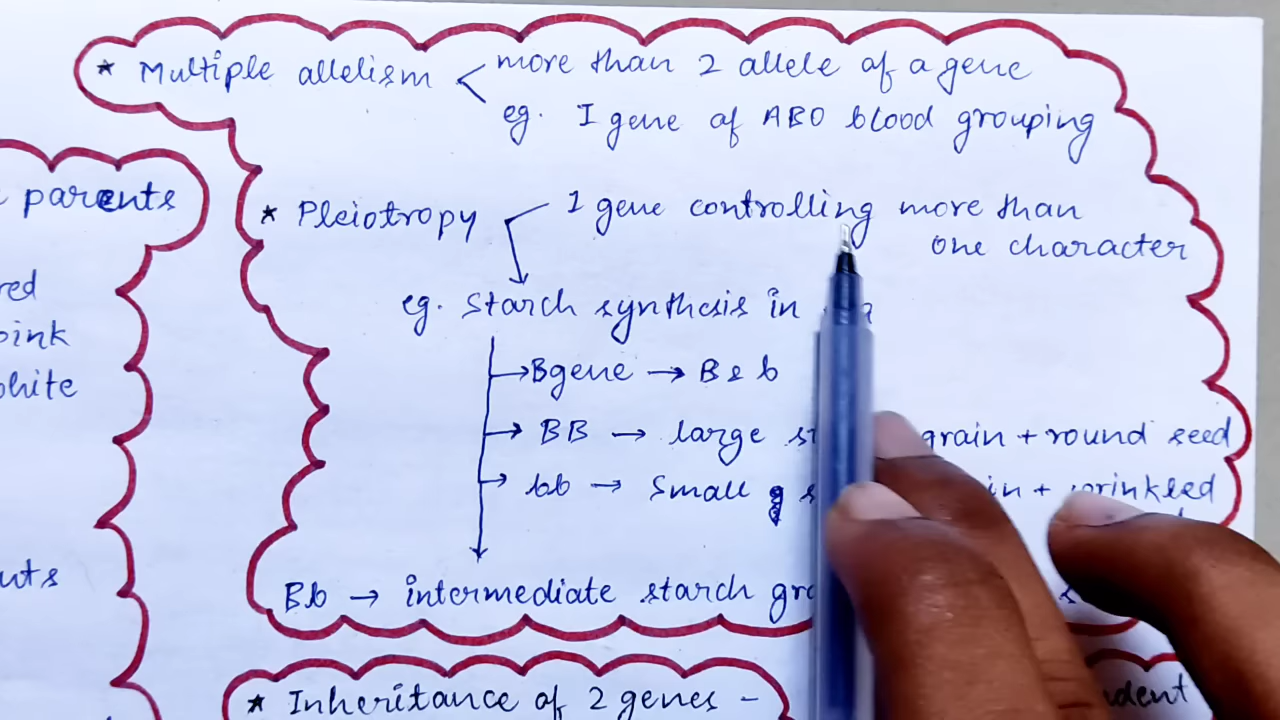 * Multiple allelism < more than 2 allele of a gene
eg. I gene of ABO blood grouping
parents
* Pleiotropy 1 gene controlling more than
one character
red
eg. Starch synthesis in
pink
white
→ B gene → B & b
→ BB → large grain + round seed
→ bb → Small + wrinkled
Bb → intermediate starch
* Inheritance of 2 genes -